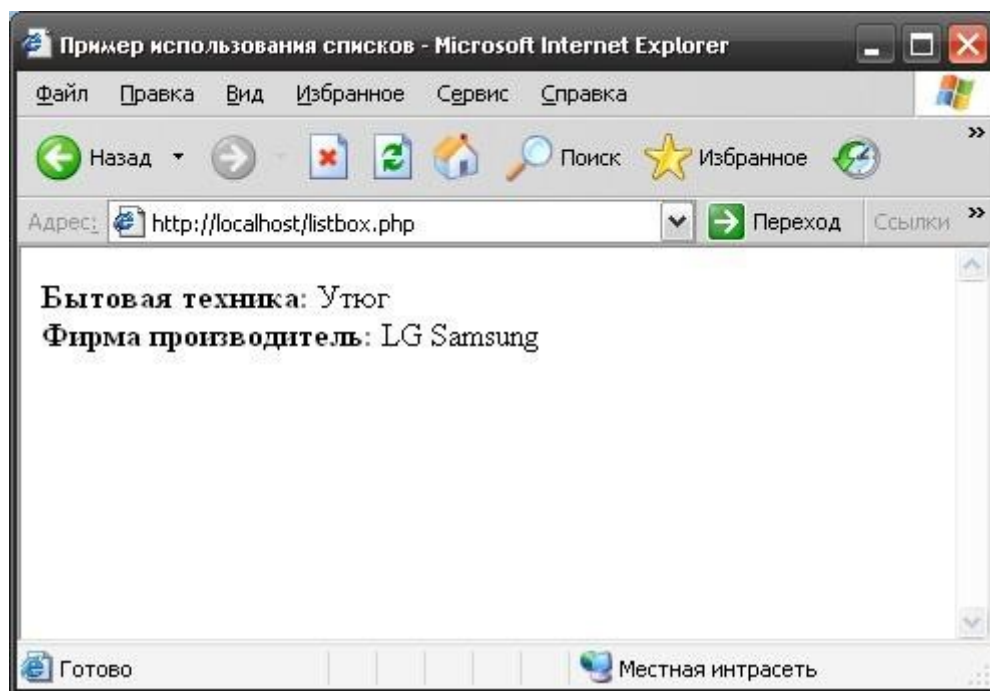 Пример использования списков - Microsoft Internet Explorer
Файл Правка Вид Избранное Сервис Справка
Назад Поиск Избранное »
Адрес: http://localhost/listbox.php Переход Ссылки »
Бытовая техника: Утюг
Фирма производитель: LG Samsung
Готово Местная интрасеть